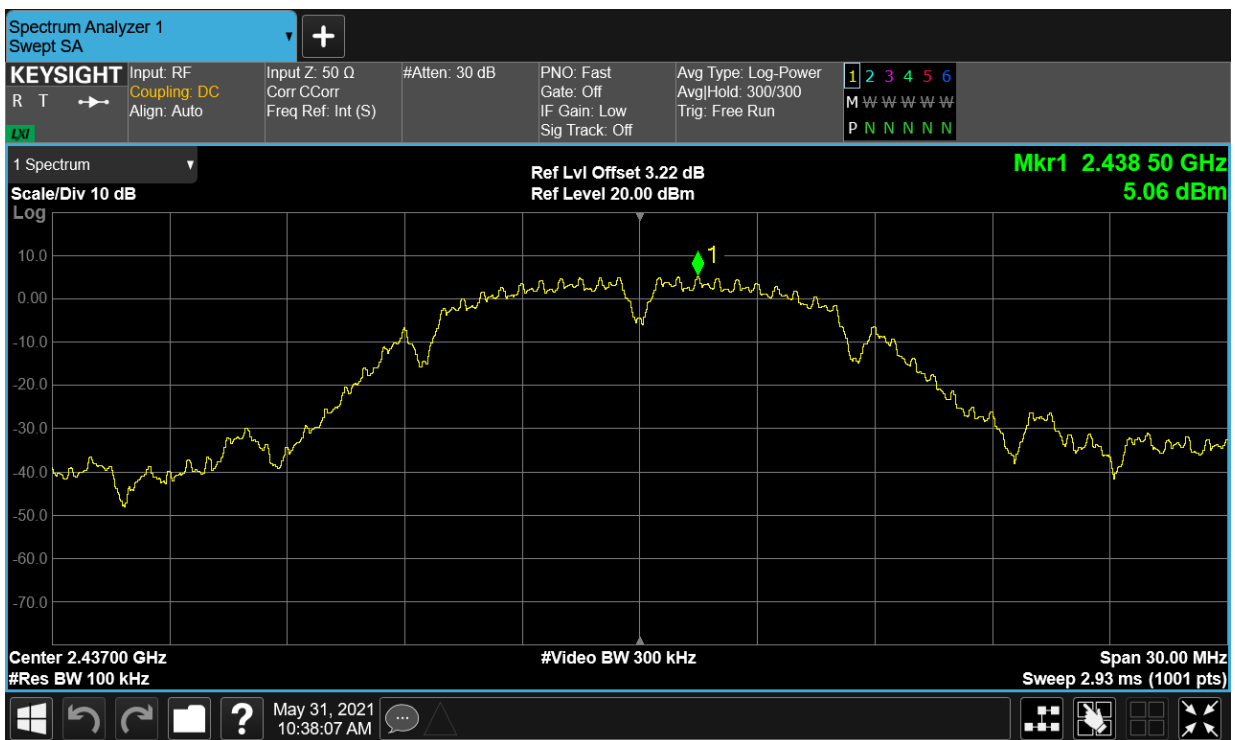 Spectrum Analyzer 1
Swept SA
+
KEYSIGHT
R T
LXI
Input: RF
Coupling: DC
Align: Auto
Input Z: 50 Ω
Corr CCorr
Freq Ref: Int (S)
#Atten: 30 dB
PNO: Fast
Gate: Off
IF Gain: Low
Sig Track: Off
Avg Type: Log-Power
Avg|Hold: 300/300
Trig: Free Run
1 2 3 4 5 6
M W W W W W
P N N N N N
1 Spectrum
Scale/Div 10 dB
Log
Ref Lvl Offset 3.22 dB
Ref Level 20.00 dBm
Mkr1 2.438 50 GHz
5.06 dBm
1
10.0
0.00
-10.0
-20.0
-30.0
-40.0
-50.0
-60.0
-70.0
Center 2.43700 GHz
#Res BW 100 kHz
#Video BW 300 kHz
Span 30.00 MHz
Sweep 2.93 ms (1001 pts)
?
May 31, 2021
10:38:07 AM